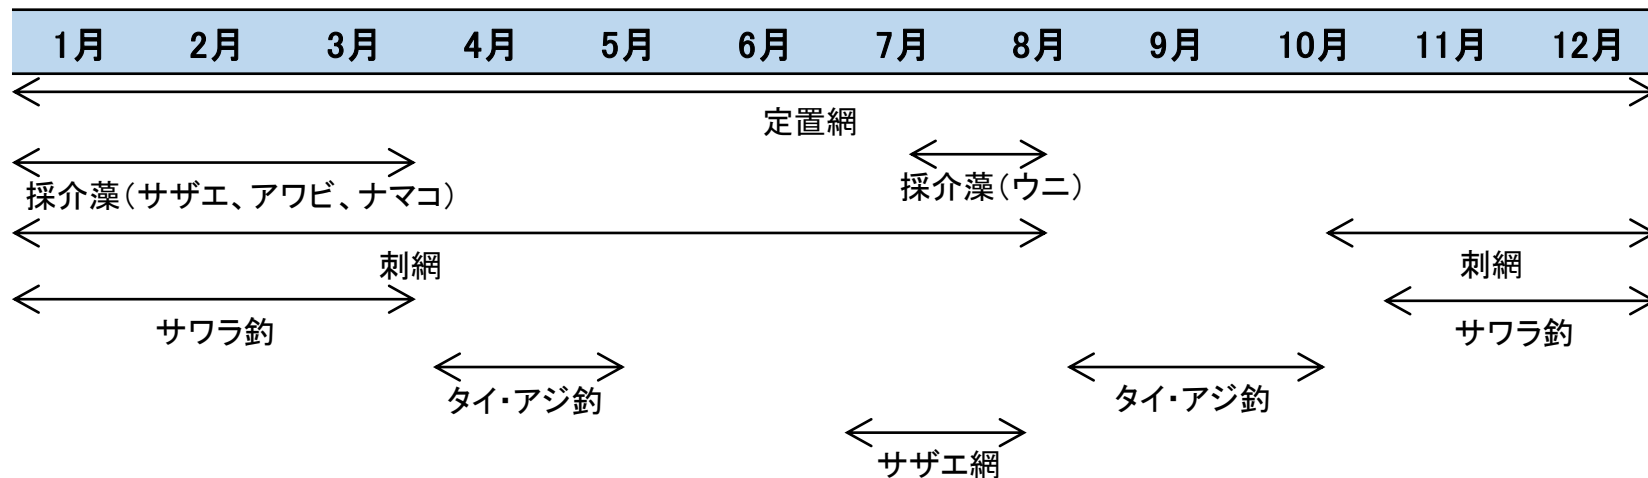 1月 2月 3月 4月 5月 6月 7月 8月 9月 10月 11月 12月
定置網
採介藻（サザエ、アワビ、ナマコ） 採介藻（ウニ）
刺網 刺網
サワラ釣 サワラ釣
タイ・アジ釣 タイ・アジ釣
サザエ網